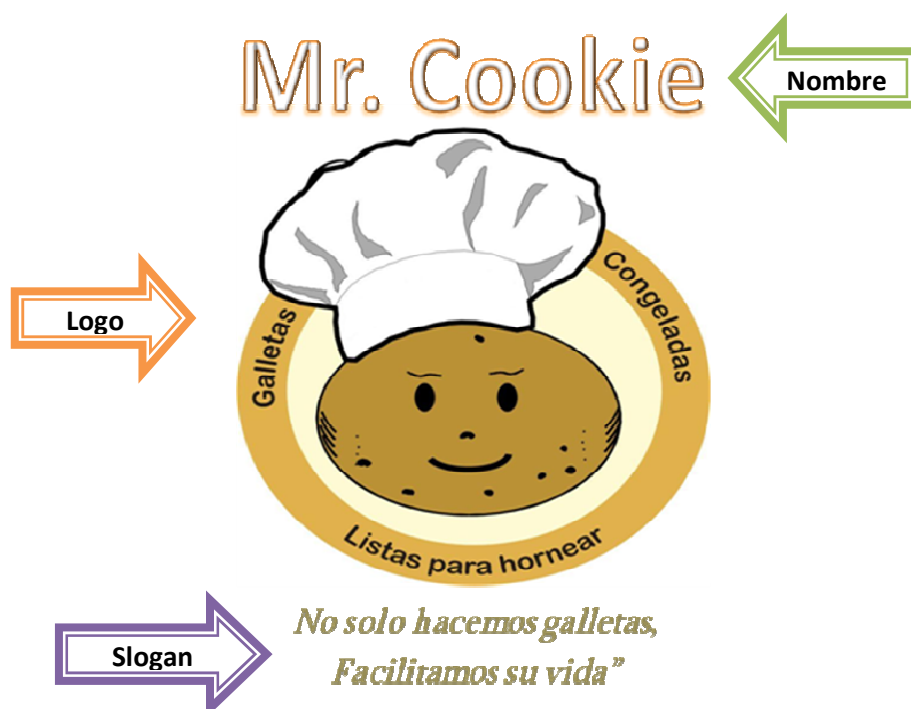 Mr. Cookie
Nombre
Logo
Galletas
Congeladas
Listas para hornear
Slogan
No solo hacemos galletas,
Facilitamos su vida”